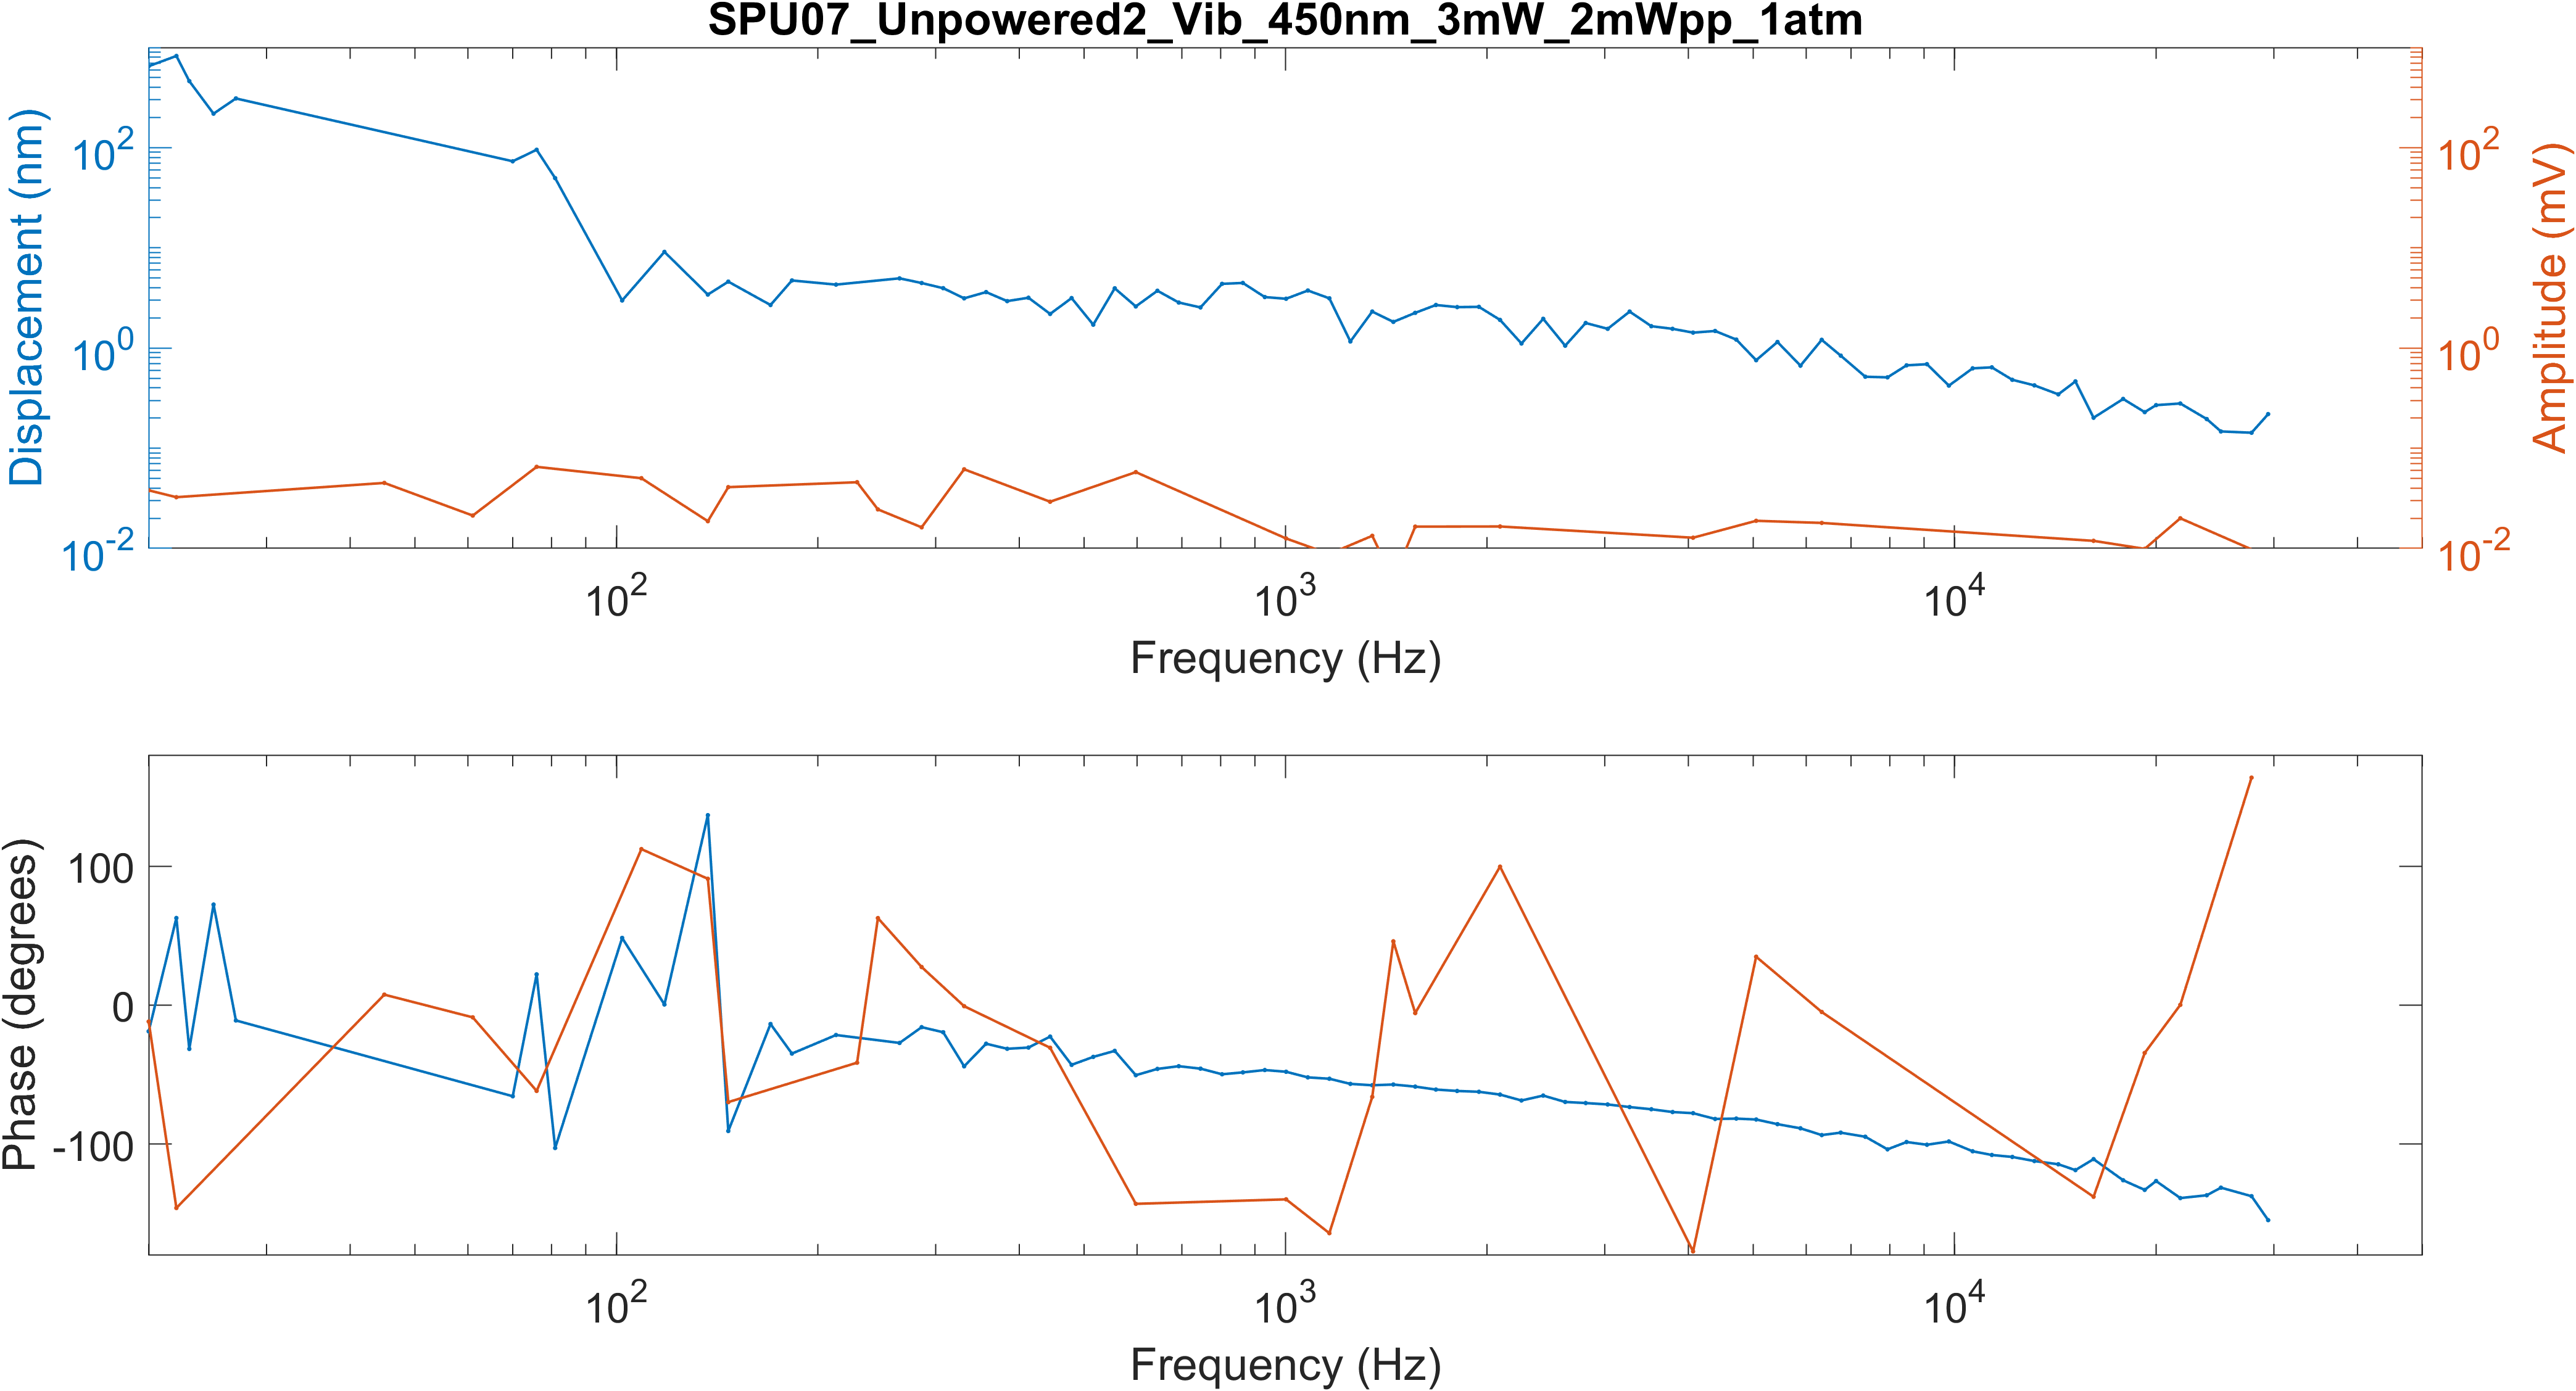 SPU07_Unpowered2_Vib_450nm_3mW_2mWpp_1atm
Displacement (nm)
10^2
10^0
10^-2
Amplitude (mV)
10^2
10^0
10^-2
10^2
10^3
10^4
Frequency (Hz)
Phase (degrees)
100
0
-100
10^2
10^3
10^4
Frequency (Hz)